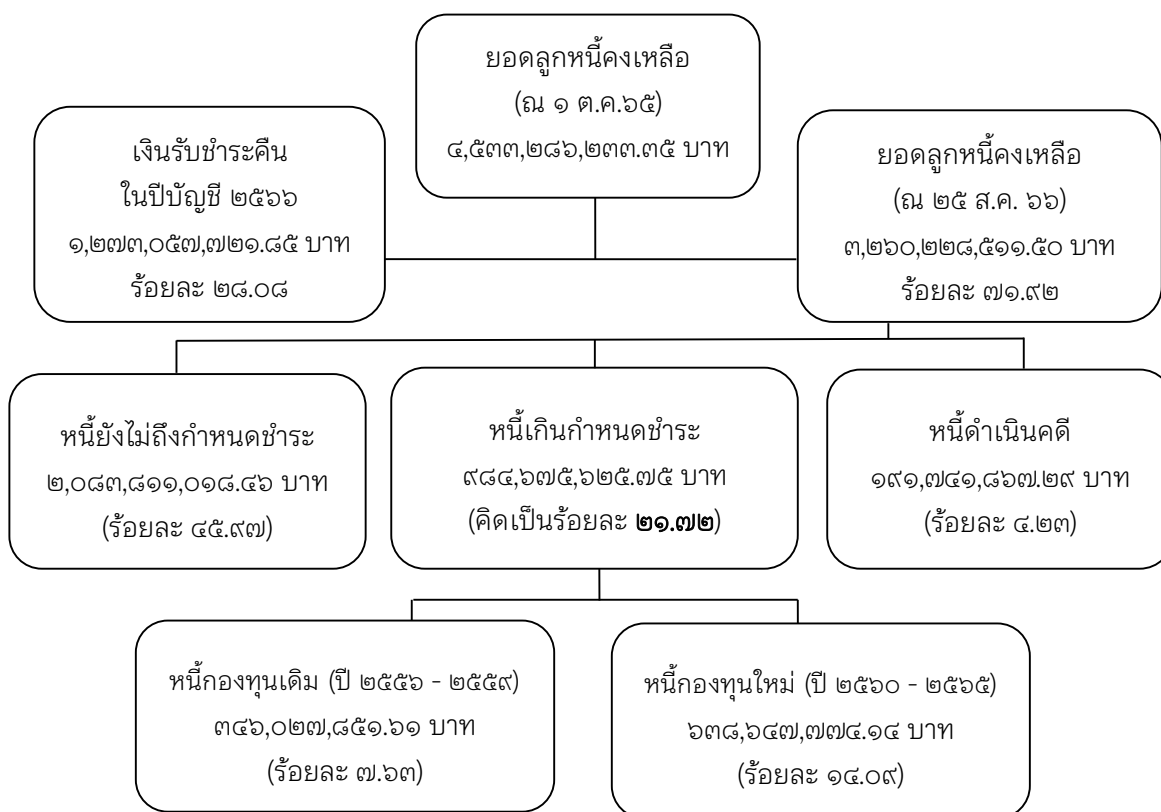 ยอดลูกหนี้คงเหลือ
(ณ ๑ ต.ค.๖๕)
๔,๕๓๓,๒๘๖,๒๓๓.๓๕ บาท
เงินรับชำระคืน
ในปีบัญชี ๒๕๖๖
๑,๒๗๓,๐๕๗,๗๒๑.๘๕ บาท
ร้อยละ ๒๘.๐๘
ยอดลูกหนี้คงเหลือ
(ณ ๒๕ ส.ค. ๖๖)
๓,๒๖๐,๒๒๘,๕๑๑.๕๐ บาท
ร้อยละ ๗๑.๙๒
หนี้ยังไม่ถึงกำหนดชำระ
๒,๐๘๓,๘๑๑,๐๑๘.๔๖ บาท
(ร้อยละ ๔๕.๙๗)
หนี้เกินกำหนดชำระ
๙๘๔,๖๗๕,๖๒๕.๗๕ บาท
(คิดเป็นร้อยละ ๒๑.๗๒)
หนี้ดำเนินคดี
๑๙๑,๗๔๑,๘๖๗.๒๙ บาท
(ร้อยละ ๔.๒๓)
หนี้กองทุนเดิม (ปี ๒๕๕๖ - ๒๕๕๙)
๓๔๖,๐๒๗,๘๕๑.๖๑ บาท
(ร้อยละ ๗.๖๓)
หนี้กองทุนใหม่ (ปี ๒๕๖๐ - ๒๕๖๕)
๖๓๘,๖๔๗,๗๗๔.๑๔ บาท
(ร้อยละ ๑๔.๐๙)